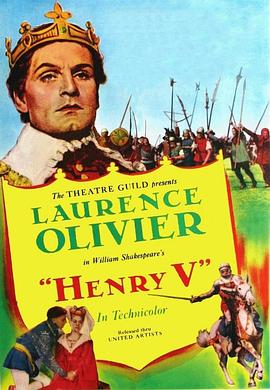 The THEATRE GUILD presents
LAURENCE
OLIVIER
in William Shakespeare's
"HENRY V"
In Technicolor
Released thru
UNITED ARTISTS